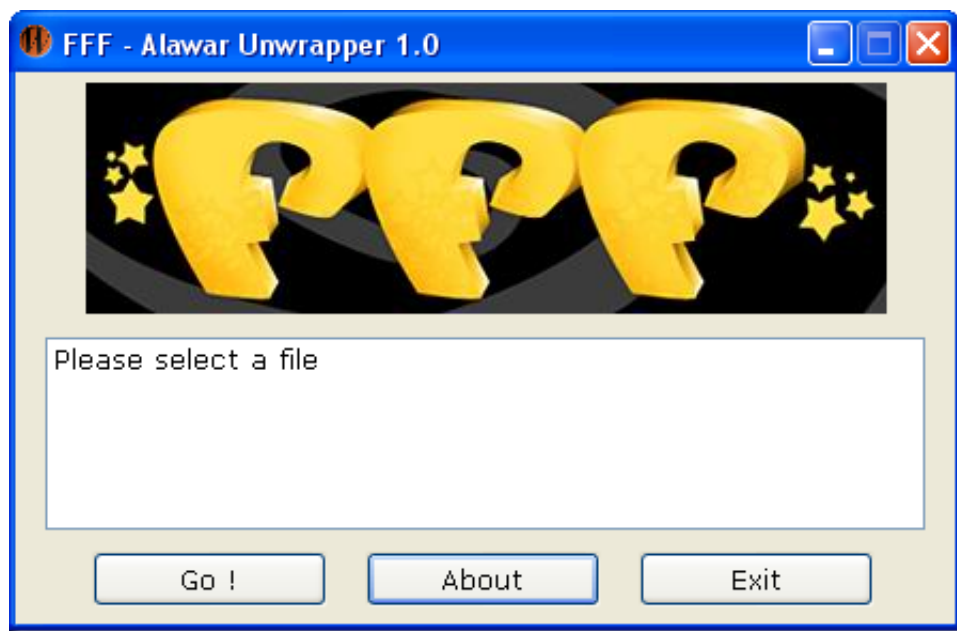 FFF - Alawar Unwrapper 1.0
FFF
Please select a file
Go !
About
Exit